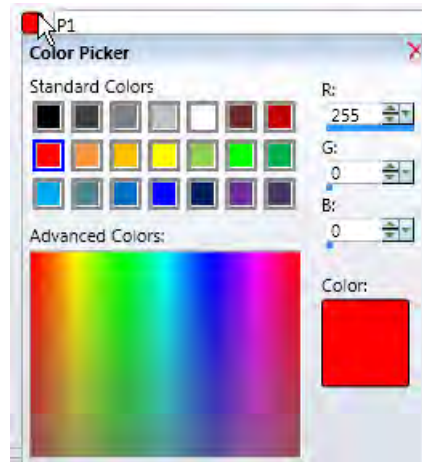 P1
Color Picker
Standard Colors
R:
255
G:
0
B:
0
Advanced Colors:
Color: